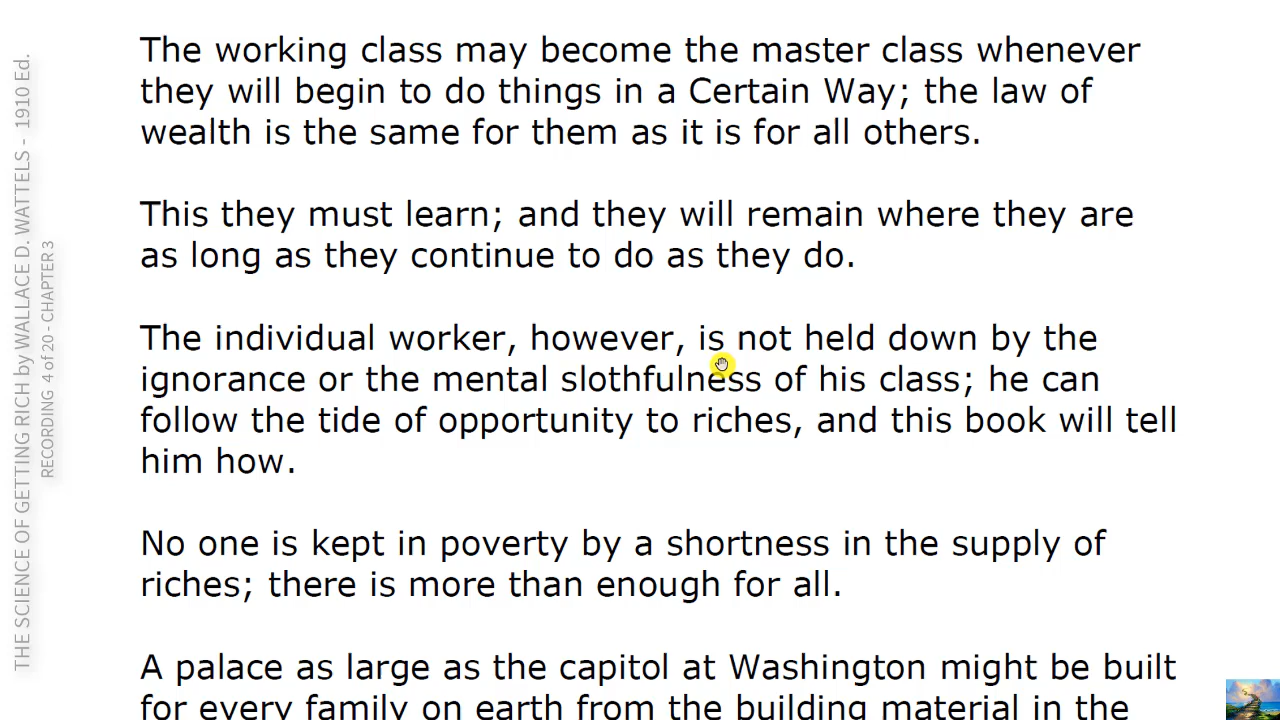 THE SCIENCE OF GETTING RICH by WALLACE D. WATTELS - 1910 Ed.
RECORDING 4 of 20 - CHAPTER 3
The working class may become the master class whenever
they will begin to do things in a Certain Way; the law of
wealth is the same for them as it is for all others.
This they must learn; and they will remain where they are
as long as they continue to do as they do.
The individual worker, however, is not held down by the
ignorance or the mental slothfulness of his class; he can
follow the tide of opportunity to riches, and this book will tell
him how.
No one is kept in poverty by a shortness in the supply of
riches; there is more than enough for all.
A palace as large as the capitol at Washington might be built
for every family on earth from the building material in the